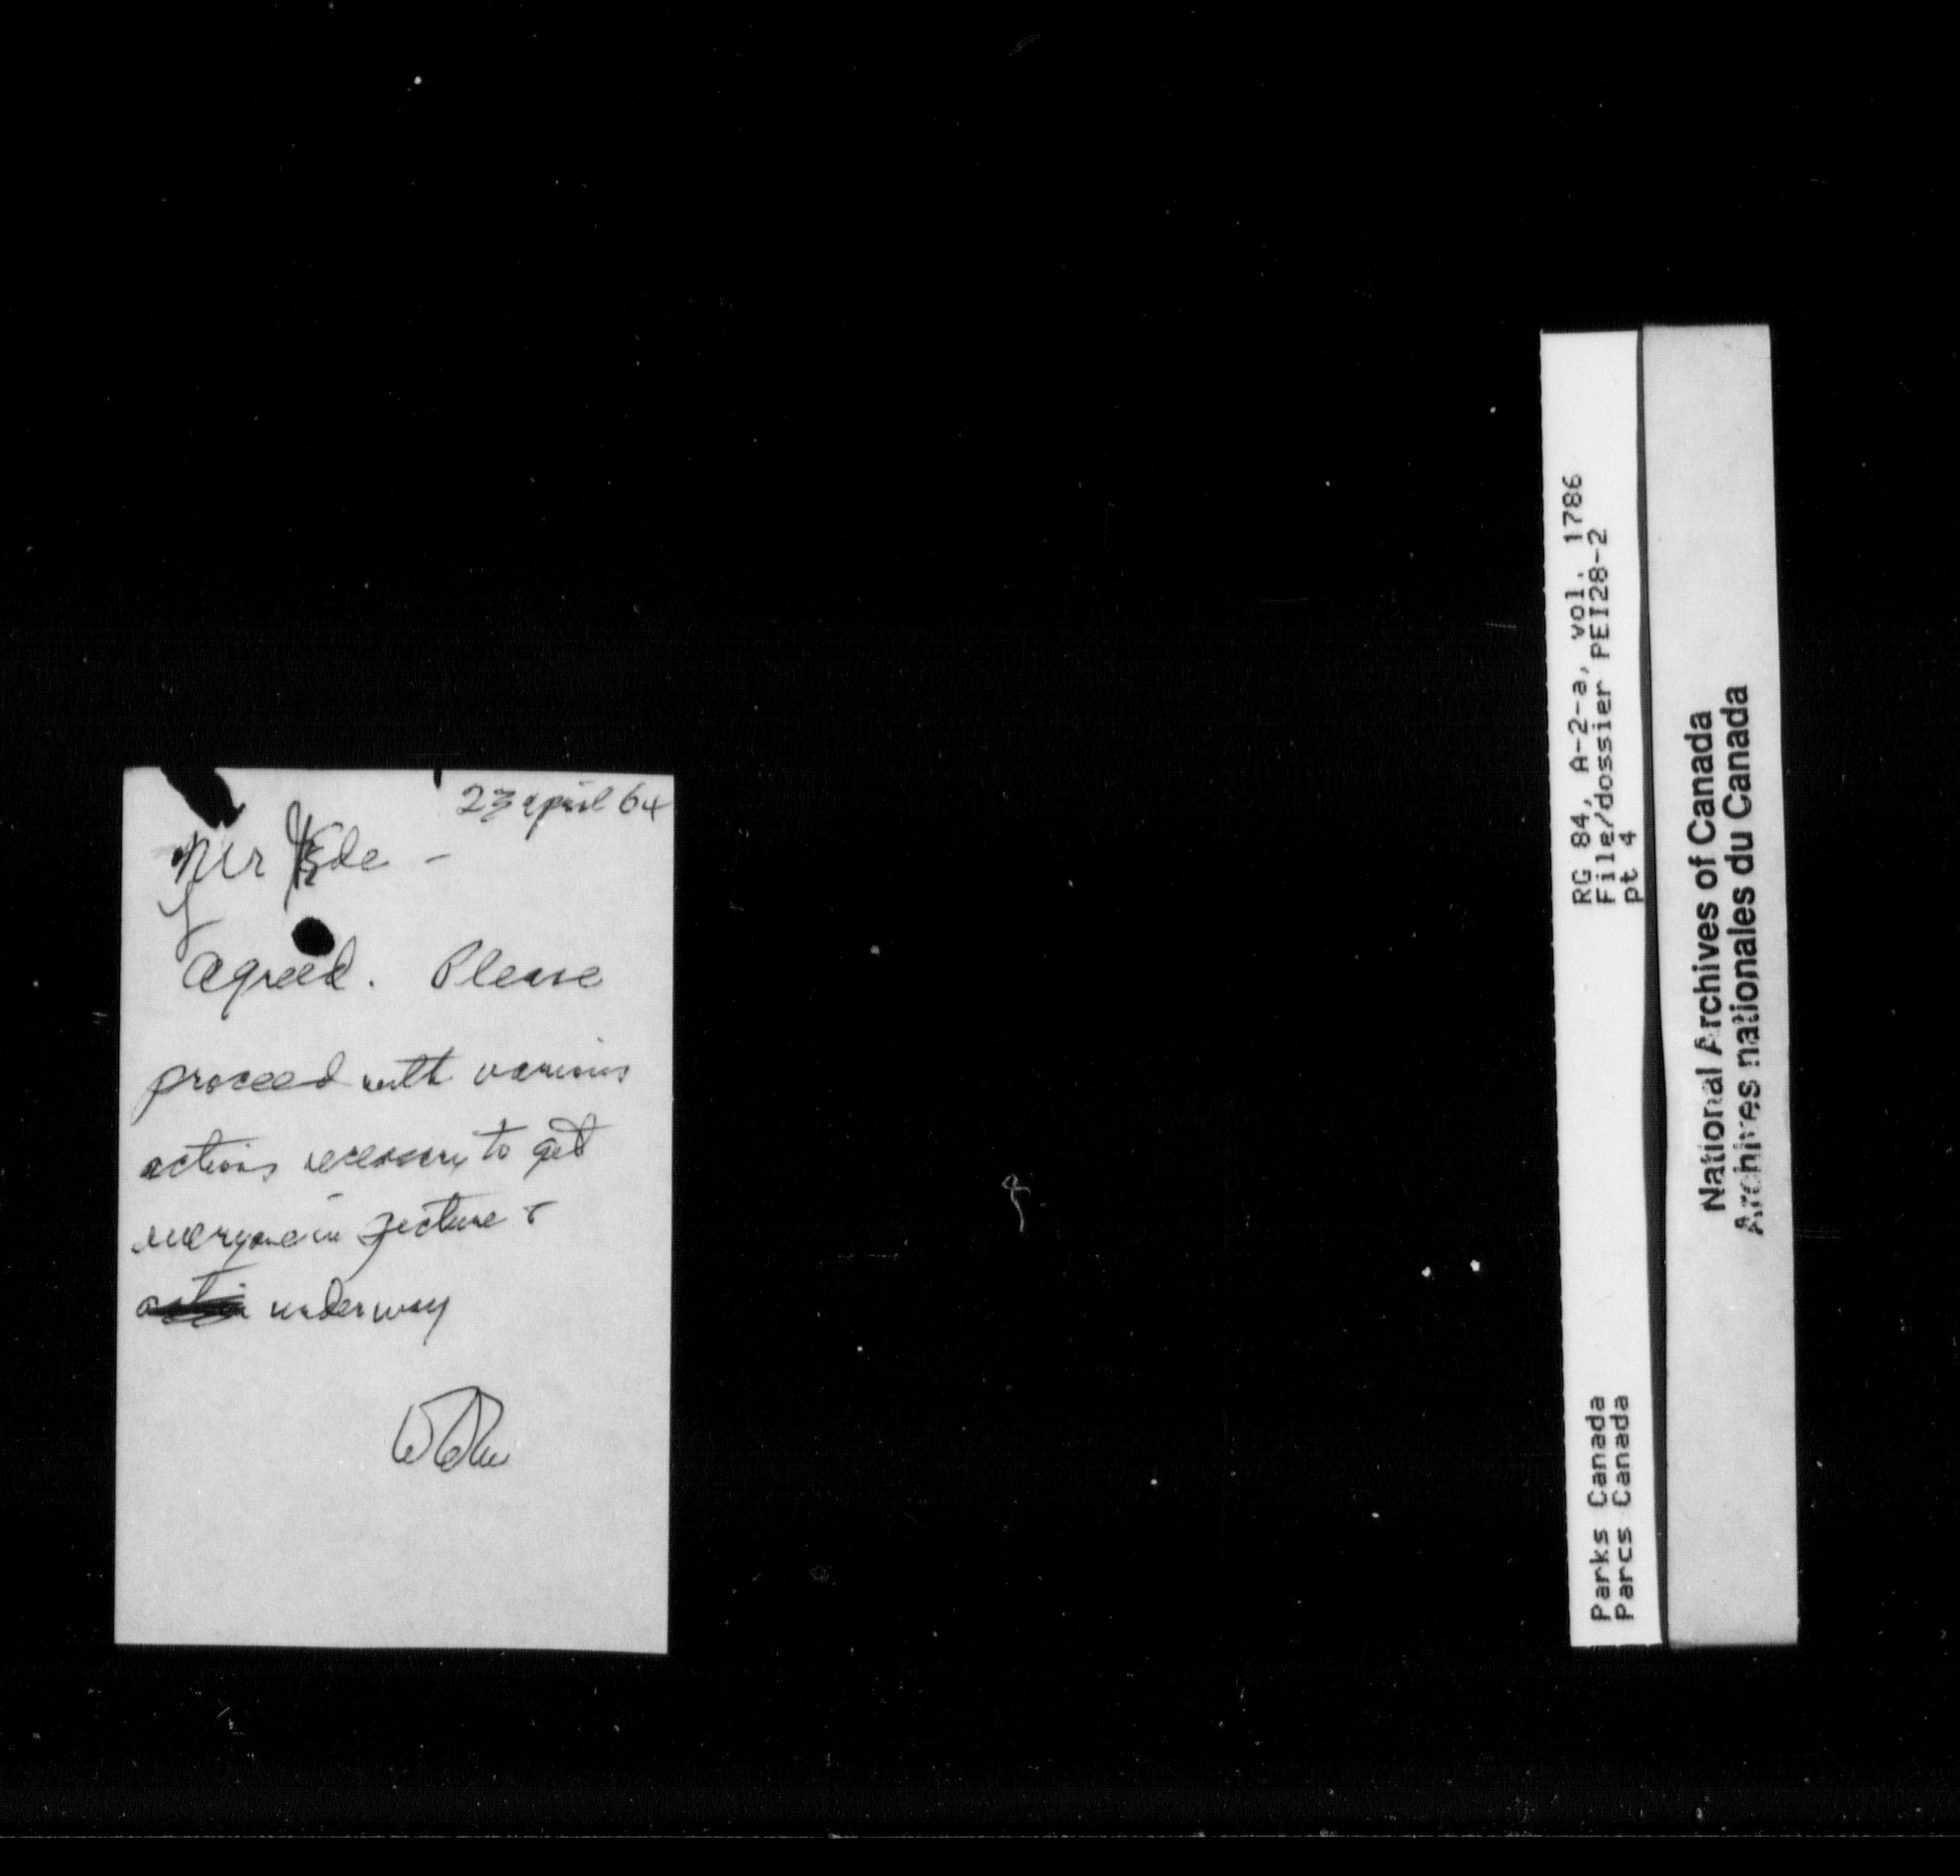 23 April 64
Mr Ede -
Agreed. Please
proceed with various
actions necessary to get
everyone in picture &
underway
RG 84, A-2-a, vol. 1786
File/dossier PEI28-2
pt 4
Parks Canada
Parcs Canada
National Archives of Canada
Archives nationales du Canada